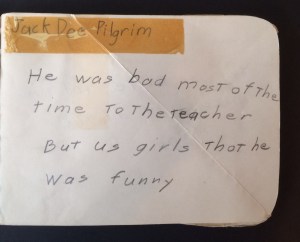 Jack Dee Pilgrim
He was bad most of the
time To the teacher
But us girls That he
was funny